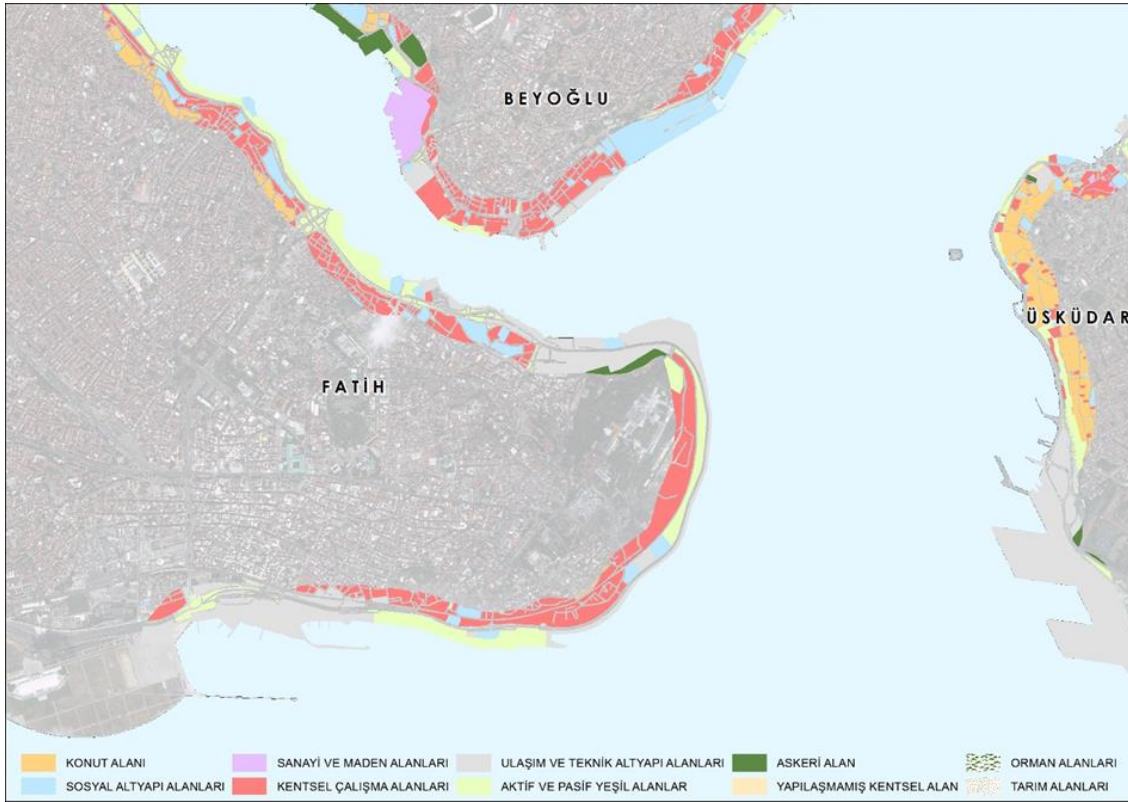 BEYOĞLU
ÜSKÜDAR
FATİH
KONUT ALANI
SANAYİ VE MADEN ALANLARI
ULAŞIM VE TEKNİK ALTYAPI ALANLARI
ASKERİ ALAN
ORMAN ALANLARI
SOSYAL ALTYAPI ALANLARI
KENTSEL ÇALIŞMA ALANLARI
AKTİF VE PASİF YEŞİL ALANLAR
YAPILAŞMAMIŞ KENTSEL ALAN
TARIM ALANLARI